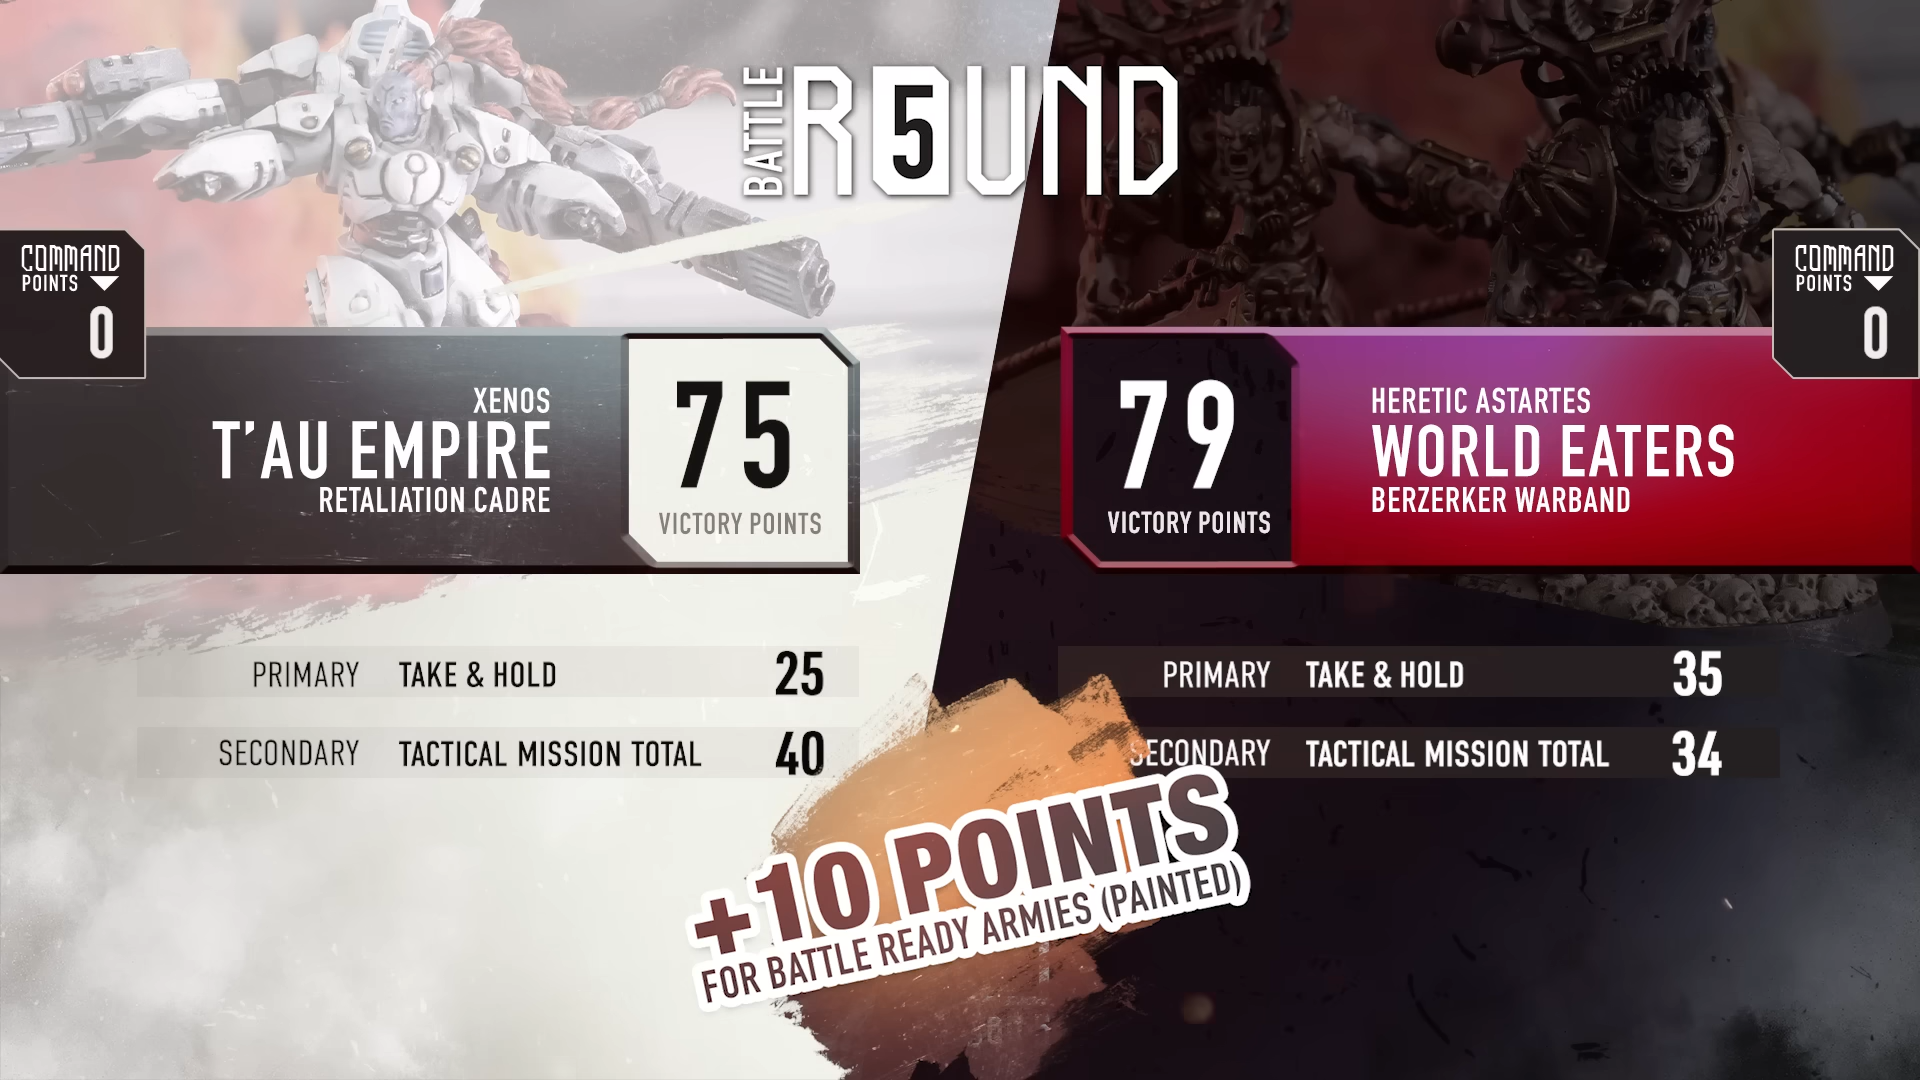 BATTLE ROUND 5
COMMAND
POINTS
0
XENOS
T'AU EMPIRE
RETALIATION CADRE
75
VICTORY POINTS
PRIMARY TAKE & HOLD 25
SECONDARY TACTICAL MISSION TOTAL 40
COMMAND
POINTS
0
79
VICTORY POINTS
HERETIC ASTARTES
WORLD EATERS
BERZERKER WARBAND
PRIMARY TAKE & HOLD 35
SECONDARY TACTICAL MISSION TOTAL 34
+10 POINTS
FOR BATTLE READY ARMIES (PAINTED)